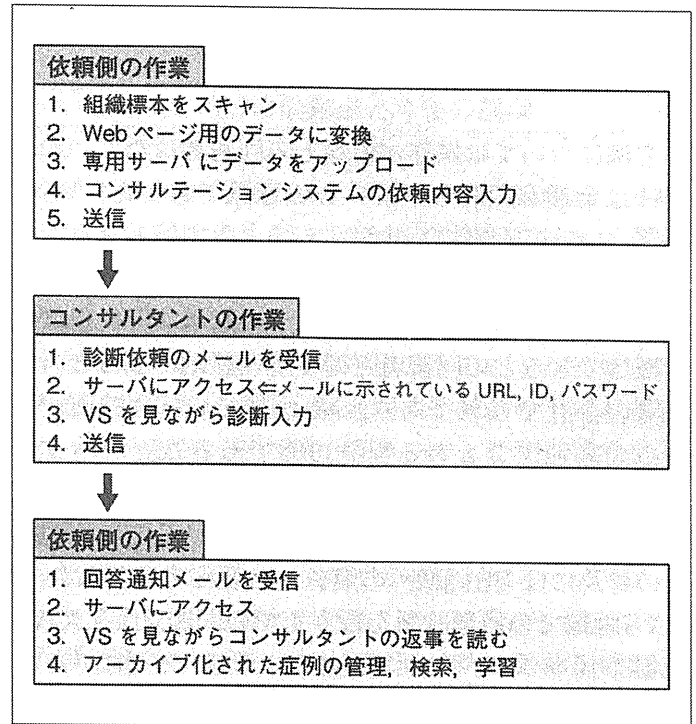 依頼側の作業
1. 組織標本をスキャン
2. Web ページ用のデータに変換
3. 専用サーバ にデータをアップロード
4. コンサルテーションシステムの依頼内容入力
5. 送信
コンサルタントの作業
1. 診断依頼のメールを受信
2. サーバにアクセス⇐メールに示されている URL, ID, パスワード
3. VS を見ながら診断入力
4. 送信
依頼側の作業
1. 回答通知メールを受信
2. サーバにアクセス
3. VS を見ながらコンサルタントの返事を読む
4. アーカイブ化された症例の管理, 検索, 学習